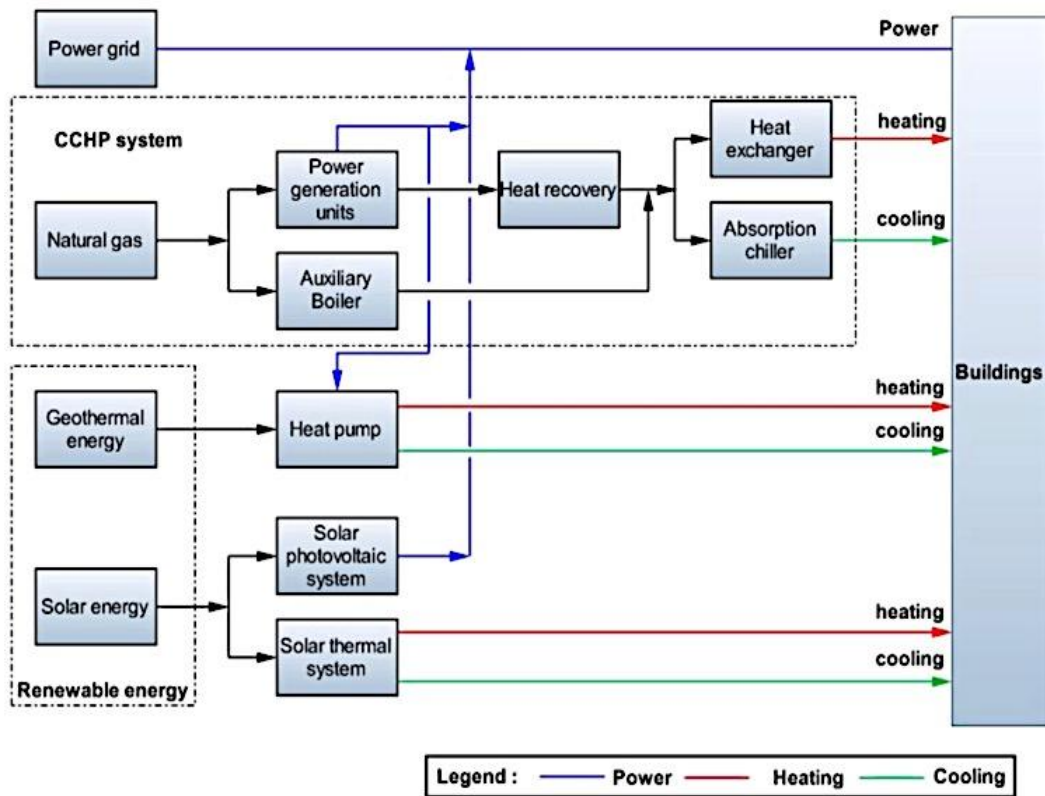 Power grid
Power
CCHP system
Power
generation
units
Heat recovery
Heat
exchanger
heating
Natural gas
Auxiliary
Boiler
Absorption
chiller
cooling
Buildings
Geothermal
energy
Heat pump
heating
cooling
Solar energy
Solar
photovoltaic
system
Solar thermal
system
heating
cooling
Renewable energy
Legend : Power Heating Cooling